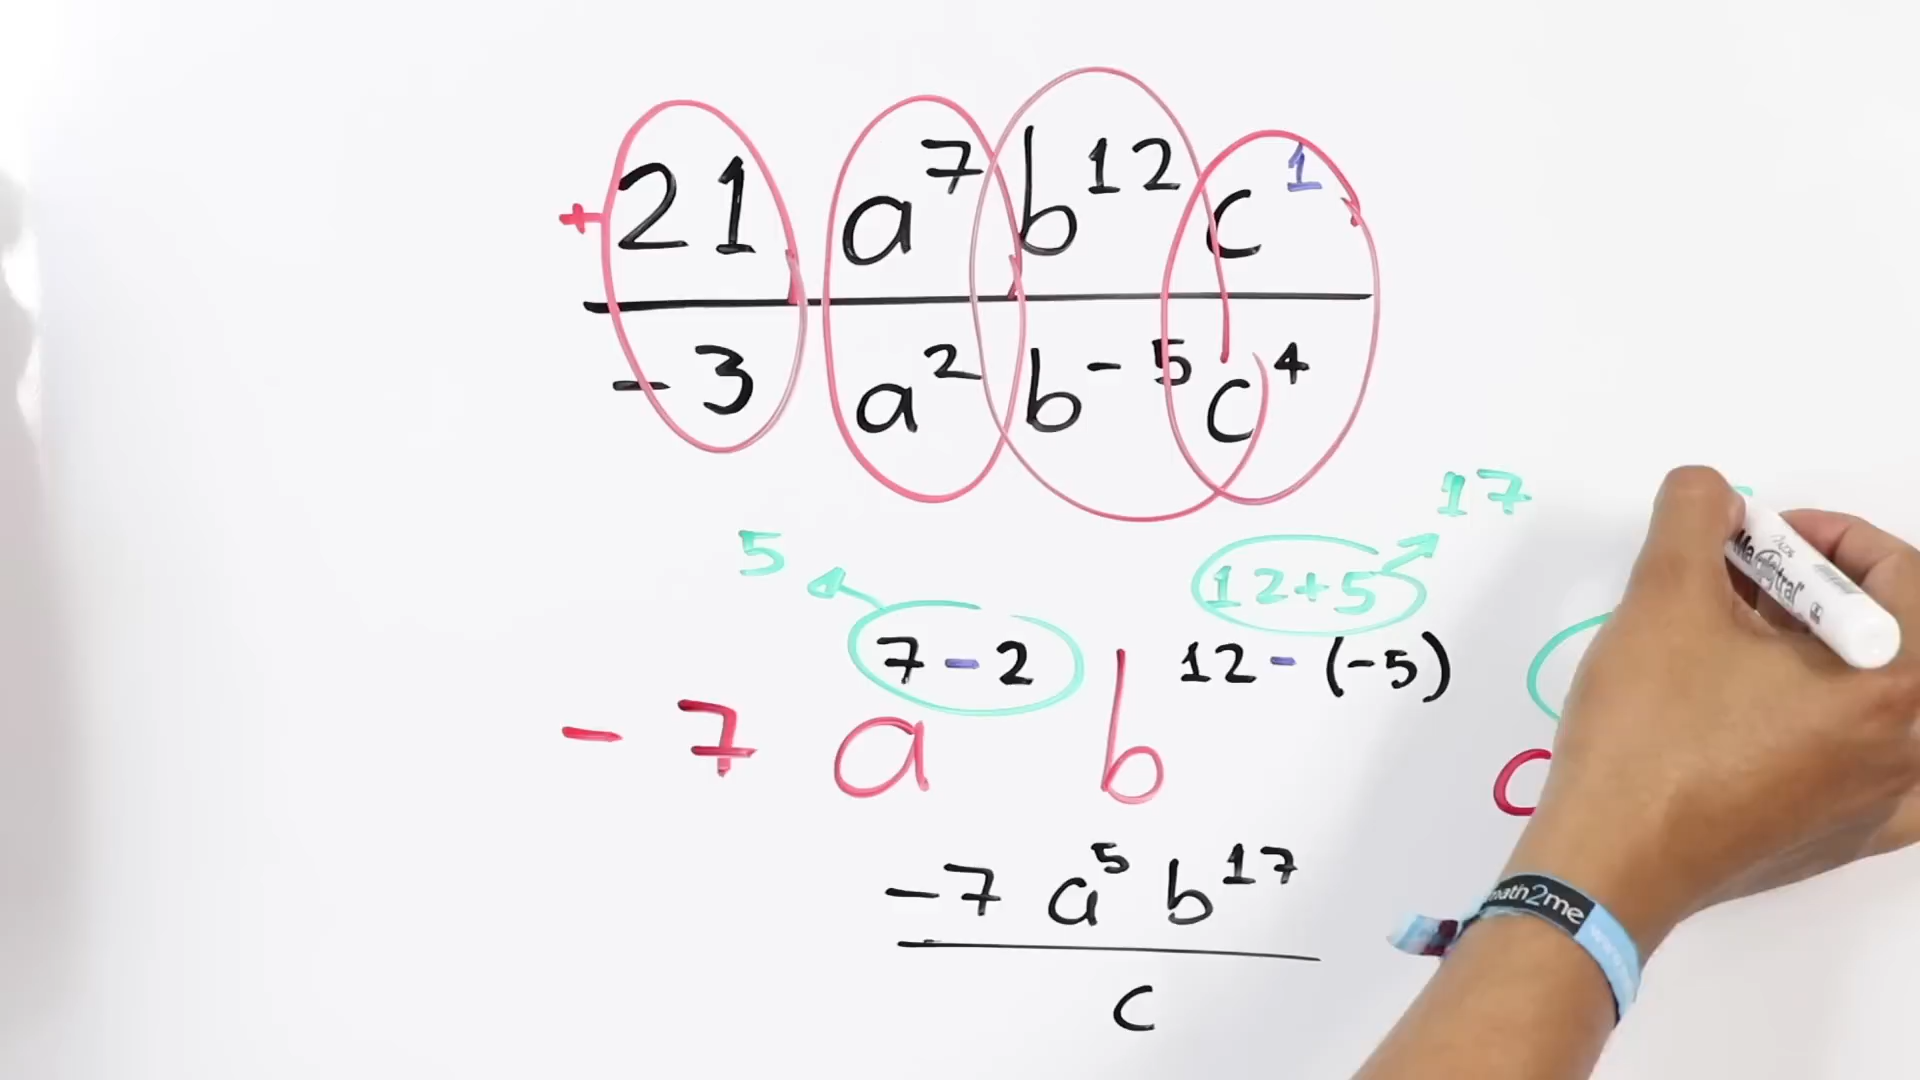 + 21 a⁷ b¹² c¹
- 3 a² b⁻⁵ c⁴
17
5
12+5
7 - 2
12 - (-5)
- 7 a b c
-7 a⁵ b¹⁷
c
math2me